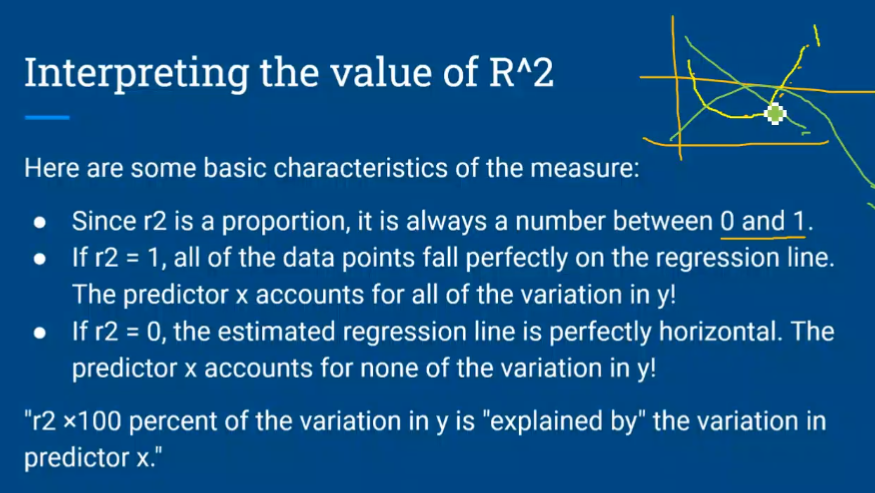 Interpreting the value of R^2
Here are some basic characteristics of the measure:
● Since r2 is a proportion, it is always a number between 0 and 1.
● If r2 = 1, all of the data points fall perfectly on the regression line.
The predictor x accounts for all of the variation in y!
● If r2 = 0, the estimated regression line is perfectly horizontal. The
predictor x accounts for none of the variation in y!
"r2 ×100 percent of the variation in y is "explained by" the variation in
predictor x."